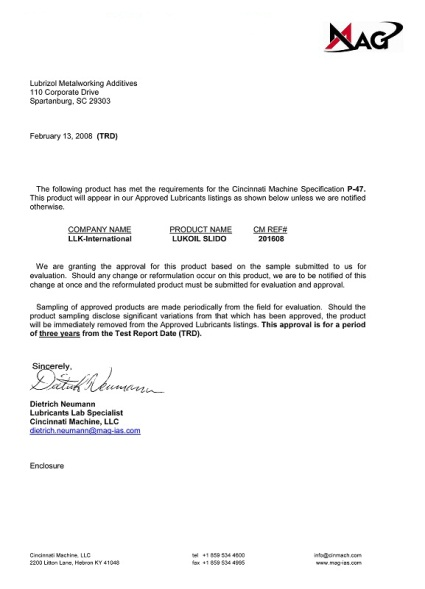 MAG
Lubrizol Metalworking Additives
110 Corporate Drive
Spartanburg, SC 29303
February 13, 2008 (TRD)
The following product has met the requirements for the Cincinnati Machine Specification P-47.
This product will appear in our Approved Lubricants listings as shown below unless we are notified
otherwise.
COMPANY NAME PRODUCT NAME CM REF#
LLK-International LUKOIL SLIDO 201608
We are granting the approval for this product based on the sample submitted to us for
evaluation. Should any change or reformulation occur on this product, we are to be notified of this
change at once and the reformulated product must be submitted for evaluation and approval.
Sampling of approved products are made periodically from the field for evaluation. Should the
product sampling disclose significant variations from that which has been approved, the product
will be immediately removed from the Approved Lubricants listings. This approval is for a period
of three years from the Test Report Date (TRD).
Sincerely,
Dietrich Neumann
Dietrich Neumann
Lubricants Lab Specialist
Cincinnati Machine, LLC
dietrich.neumann@mag-ias.com
Enclosure
Cincinnati Machine, LLC tel +1 859 534 4600 info@cinmach.com
2200 Litton Lane, Hebron KY 41048 fax +1 859 534 4995 www.mag-ias.com